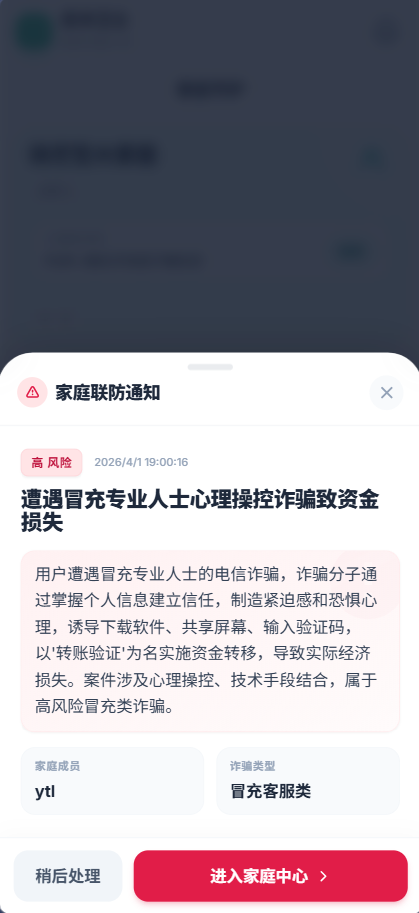 家庭联防通知
高 风险
2026/4/1 19:00:16
遭遇冒充专业人士心理操控诈骗致资金
损失
用户遭遇冒充专业人士的电信诈骗，诈骗分子通
过掌握个人信息建立信任，制造紧迫感和恐惧心
理，诱导下载软件、共享屏幕、输入验证码，
以'转账验证'为名实施资金转移，导致实际经济
损失。案件涉及心理操控、技术手段结合，属于
高风险冒充类诈骗。
家庭成员
诈骗类型
ytl
冒充客服类
稍后处理
进入家庭中心